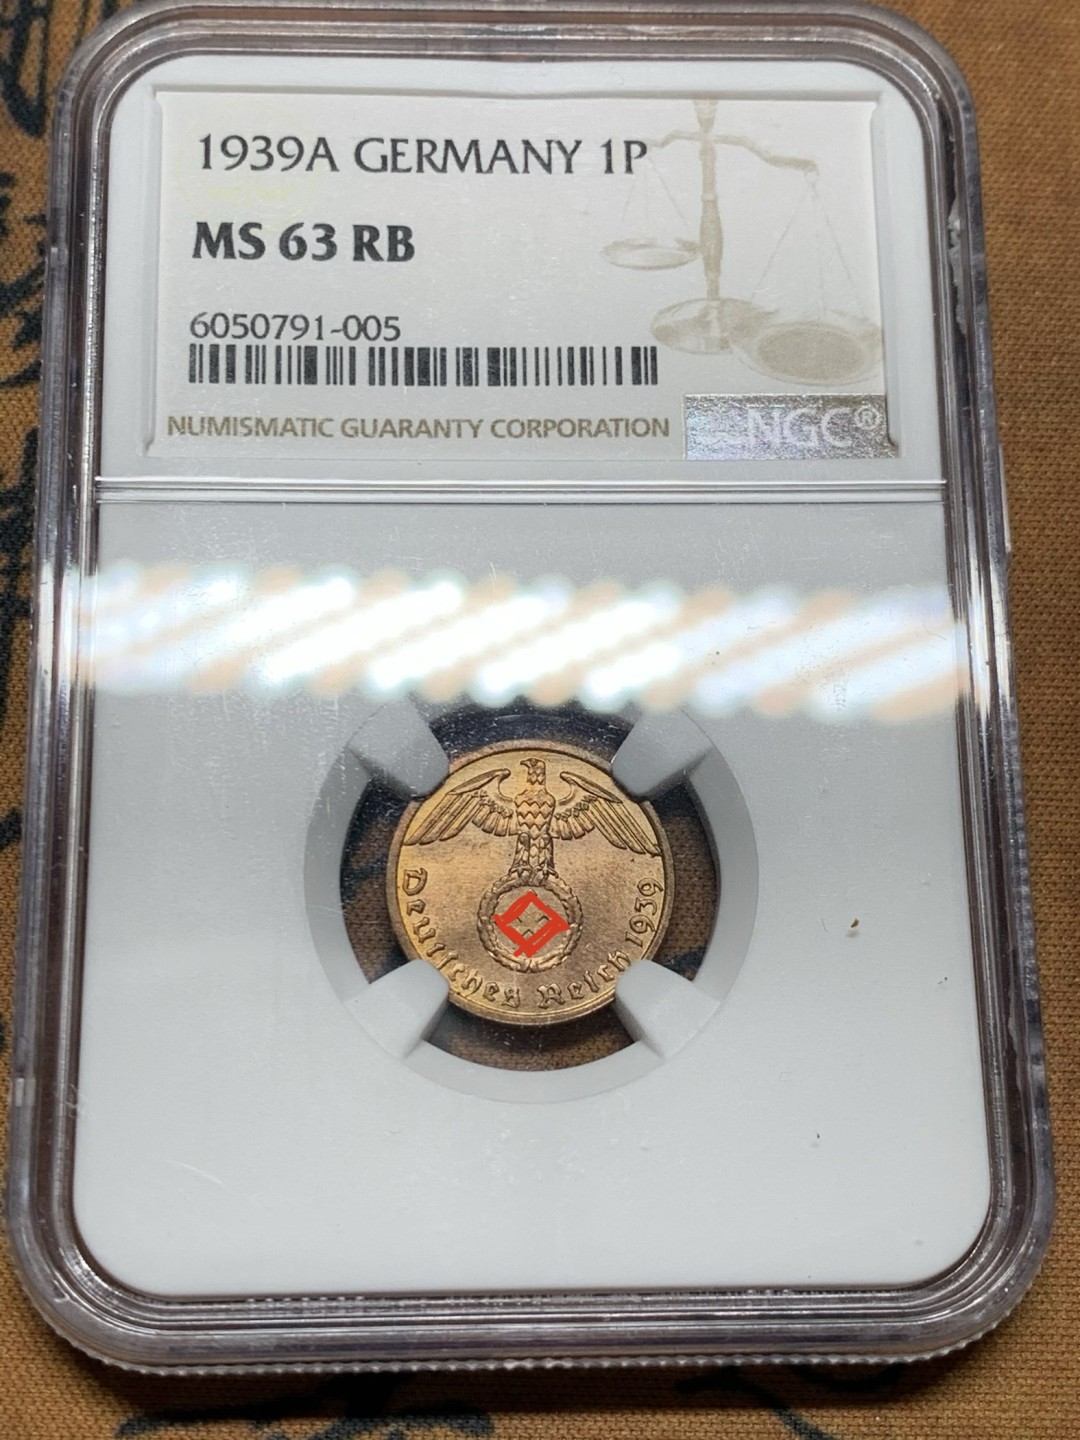 1939A GERMANY 1P
MS 63 RB
6050791-005
NUMISMATIC GUARANTY CORPORATION
NGC®
Deutsches Reich 1939